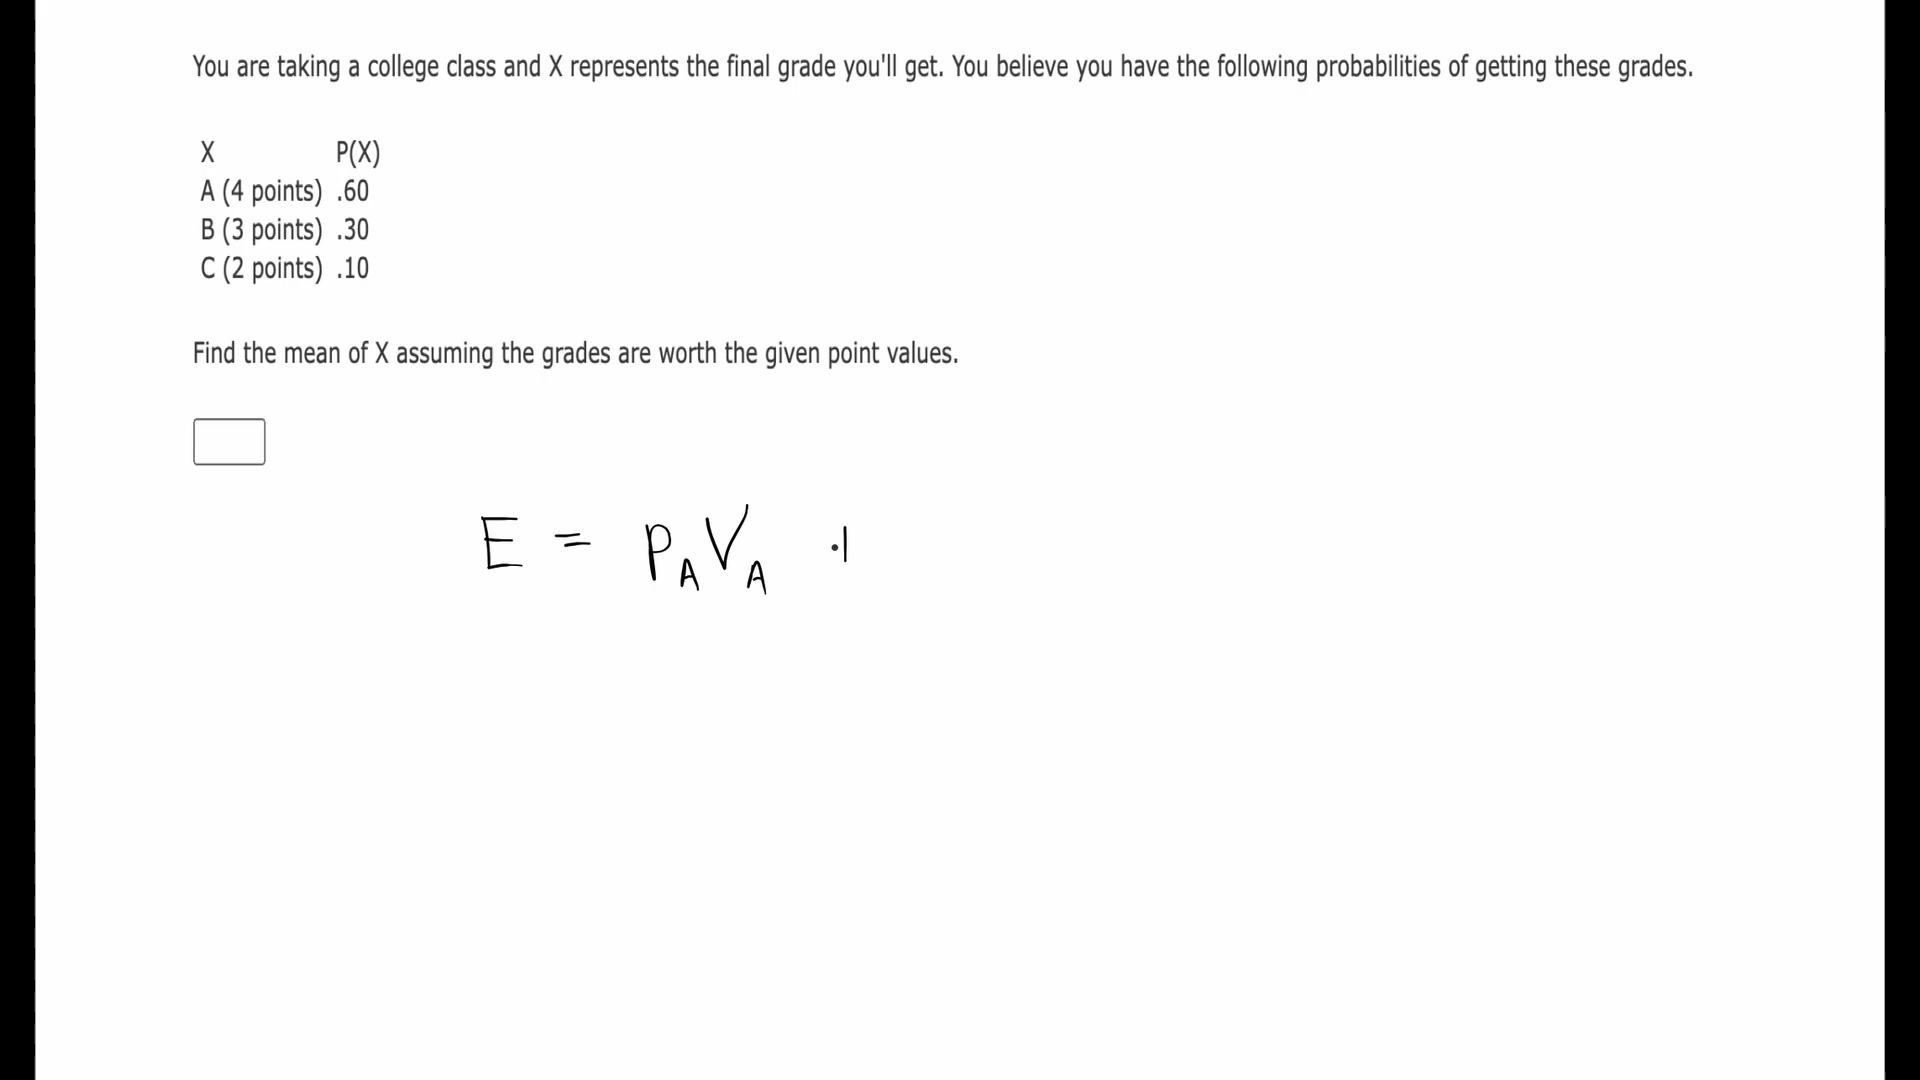 You are taking a college class and X represents the final grade you'll get. You believe you have the following probabilities of getting these grades.
X P(X)
A (4 points) .60
B (3 points) .30
C (2 points) .10
Find the mean of X assuming the grades are worth the given point values.
E = P_A V_A